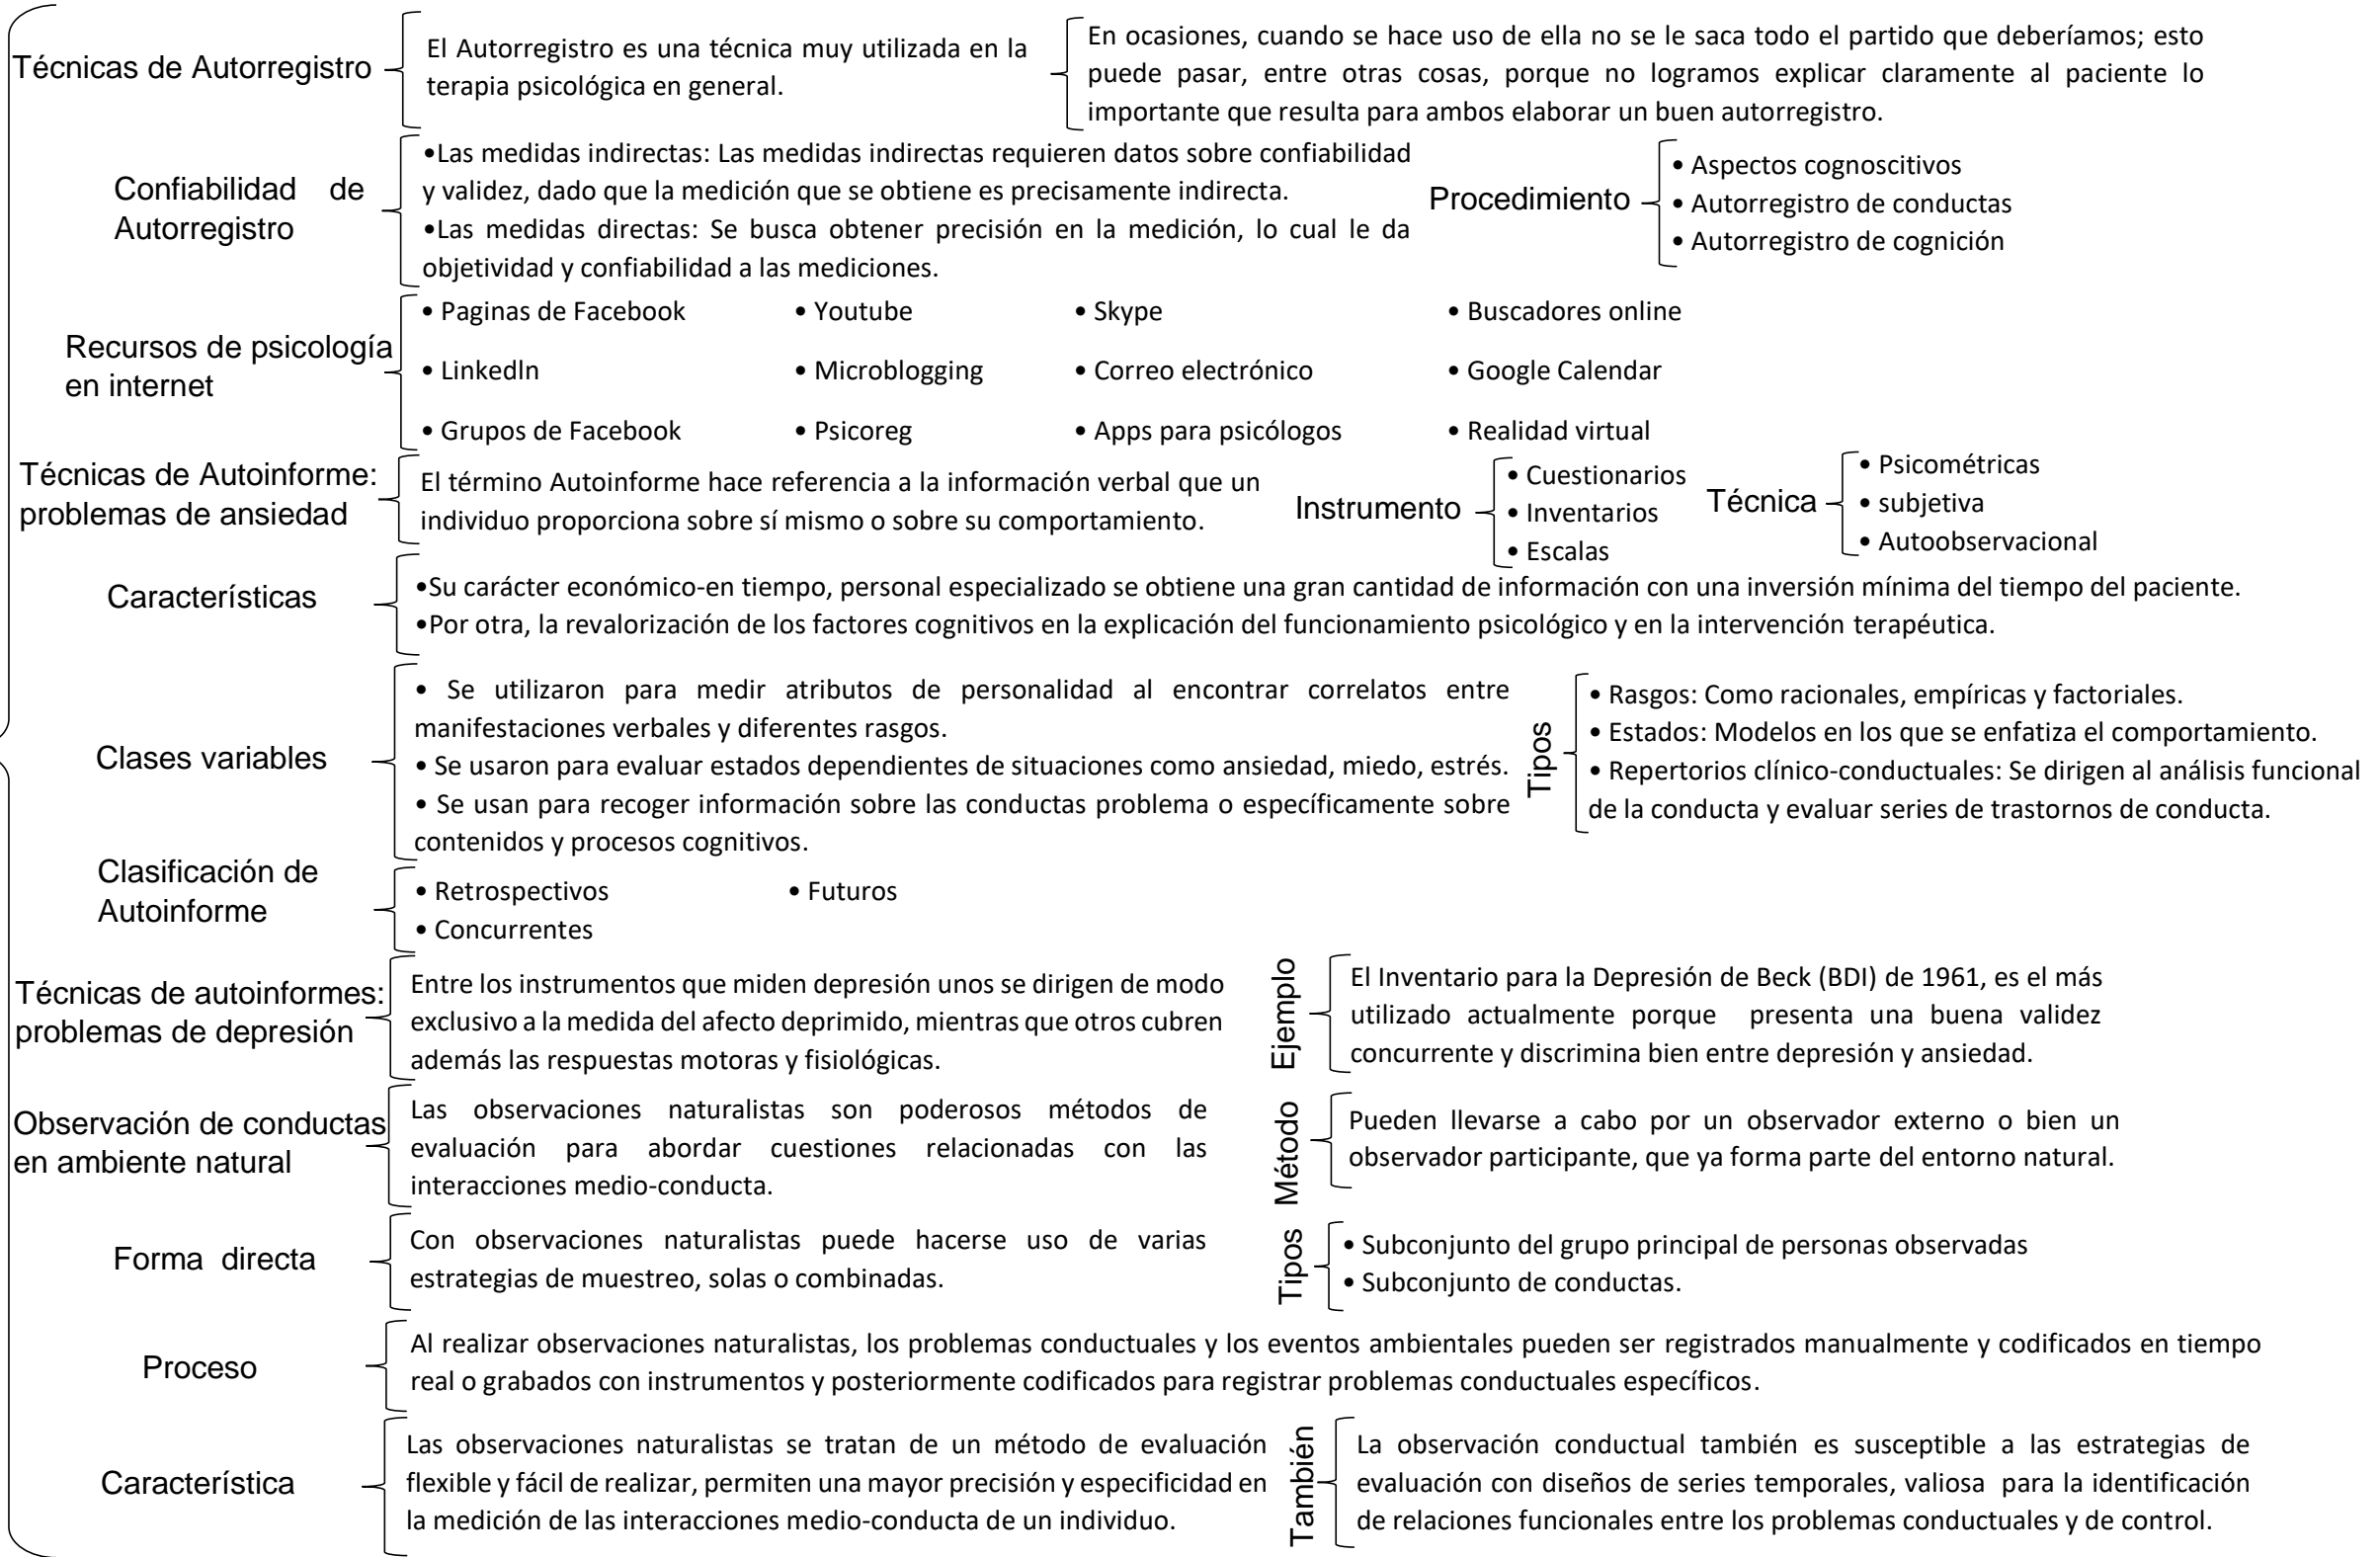 Técnicas de Autorregistro
El Autorregistro es una técnica muy utilizada en la
terapia psicológica en general.
En ocasiones, cuando se hace uso de ella no se le saca todo el partido que deberíamos; esto
puede pasar, entre otras cosas, porque no logramos explicar claramente al paciente lo
importante que resulta para ambos elaborar un buen autorregistro.
Confiabilidad de
Autorregistro
•Las medidas indirectas: Las medidas indirectas requieren datos sobre confiabilidad
y validez, dado que la medición que se obtiene es precisamente indirecta.
•Las medidas directas: Se busca obtener precisión en la medición, lo cual le da
objetividad y confiabilidad a las mediciones.
Procedimiento
• Aspectos cognoscitivos
• Autorregistro de conductas
• Autorregistro de cognición
Recursos de psicología
en internet
• Paginas de Facebook
• Youtube
• Skype
• Buscadores online
• Linkedln
• Microblogging
• Correo electrónico
• Google Calendar
• Grupos de Facebook
• Psicoreg
• Apps para psicólogos
• Realidad virtual
Técnicas de Autoinforme:
problemas de ansiedad
El término Autoinforme hace referencia a la información verbal que un
individuo proporciona sobre sí mismo o sobre su comportamiento.
Instrumento
• Cuestionarios
• Inventarios
• Escalas
Técnica
• Psicométricas
• subjetiva
• Autoobservacional
Características
•Su carácter económico-en tiempo, personal especializado se obtiene una gran cantidad de información con una inversión mínima del tiempo del paciente.
•Por otra, la revalorización de los factores cognitivos en la explicación del funcionamiento psicológico y en la intervención terapéutica.
Clases variables
• Se utilizaron para medir atributos de personalidad al encontrar correlatos entre
manifestaciones verbales y diferentes rasgos.
• Se usaron para evaluar estados dependientes de situaciones como ansiedad, miedo, estrés.
• Se usan para recoger información sobre las conductas problema o específicamente sobre
contenidos y procesos cognitivos.
Tipos
• Rasgos: Como racionales, empíricas y factoriales.
• Estados: Modelos en los que se enfatiza el comportamiento.
• Repertorios clínico-conductuales: Se dirigen al análisis funcional
de la conducta y evaluar series de trastornos de conducta.
Clasificación de
Autoinforme
• Retrospectivos
• Futuros
• Concurrentes
Técnicas de autoinformes:
problemas de depresión
Entre los instrumentos que miden depresión unos se dirigen de modo
exclusivo a la medida del afecto deprimido, mientras que otros cubren
además las respuestas motoras y fisiológicas.
Ejemplo
El Inventario para la Depresión de Beck (BDI) de 1961, es el más
utilizado actualmente porque presenta una buena validez
concurrente y discrimina bien entre depresión y ansiedad.
Observación de conductas
en ambiente natural
Las observaciones naturalistas son poderosos métodos de
evaluación para abordar cuestiones relacionadas con las
interacciones medio-conducta.
Método
Pueden llevarse a cabo por un observador externo o bien un
observador participante, que ya forma parte del entorno natural.
Forma directa
Con observaciones naturalistas puede hacerse uso de varias
estrategias de muestreo, solas o combinadas.
Tipos
• Subconjunto del grupo principal de personas observadas
• Subconjunto de conductas.
Proceso
Al realizar observaciones naturalistas, los problemas conductuales y los eventos ambientales pueden ser registrados manualmente y codificados en tiempo
real o grabados con instrumentos y posteriormente codificados para registrar problemas conductuales específicos.
Característica
Las observaciones naturalistas se tratan de un método de evaluación
flexible y fácil de realizar, permiten una mayor precisión y especificidad en
la medición de las interacciones medio-conducta de un individuo.
También
La observación conductual también es susceptible a las estrategias de
evaluación con diseños de series temporales, valiosa para la identificación
de relaciones funcionales entre los problemas conductuales y de control.